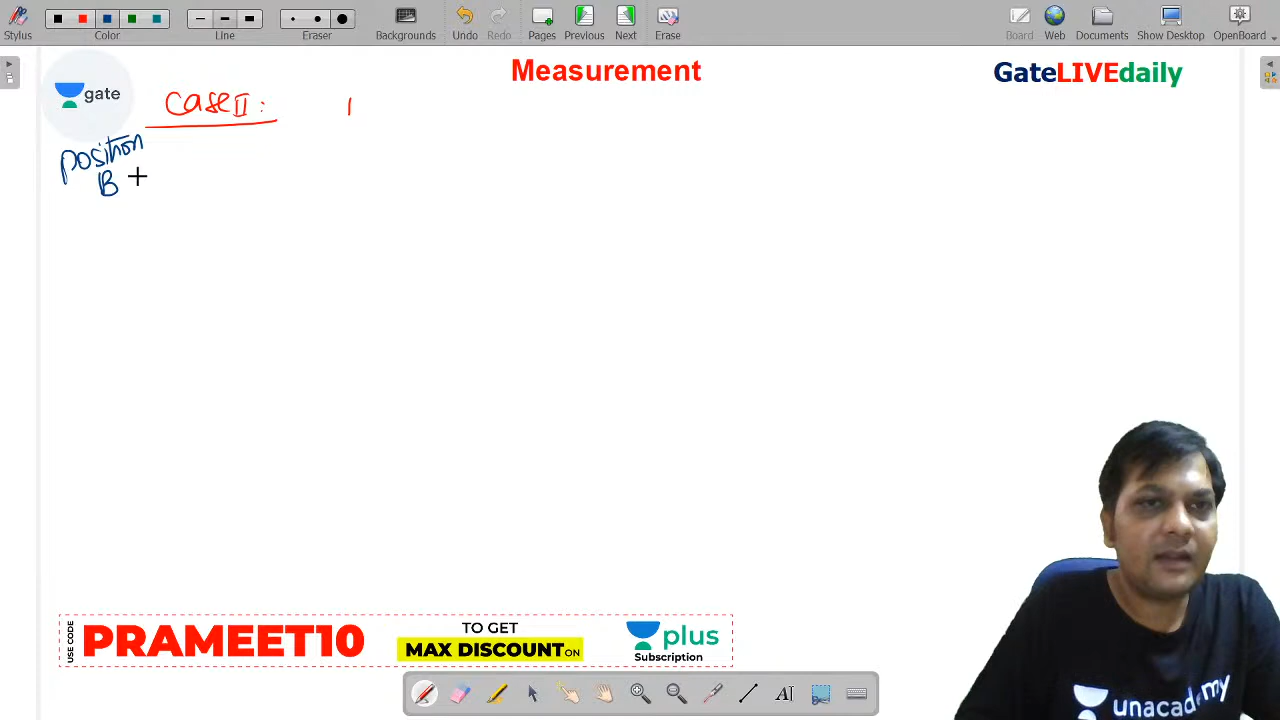 Stylus
Color
Line
Eraser
Backgrounds
Undo
Redo
Pages
Previous
Next
Erase
Board
Web
Documents
Show Desktop
OpenBoard
Measurement
GateLIVEdaily
gate
Case II :
Position
B
USE CODE
PRAMEET10
TO GET
MAX DISCOUNT ON
plus
Subscription
unacademy